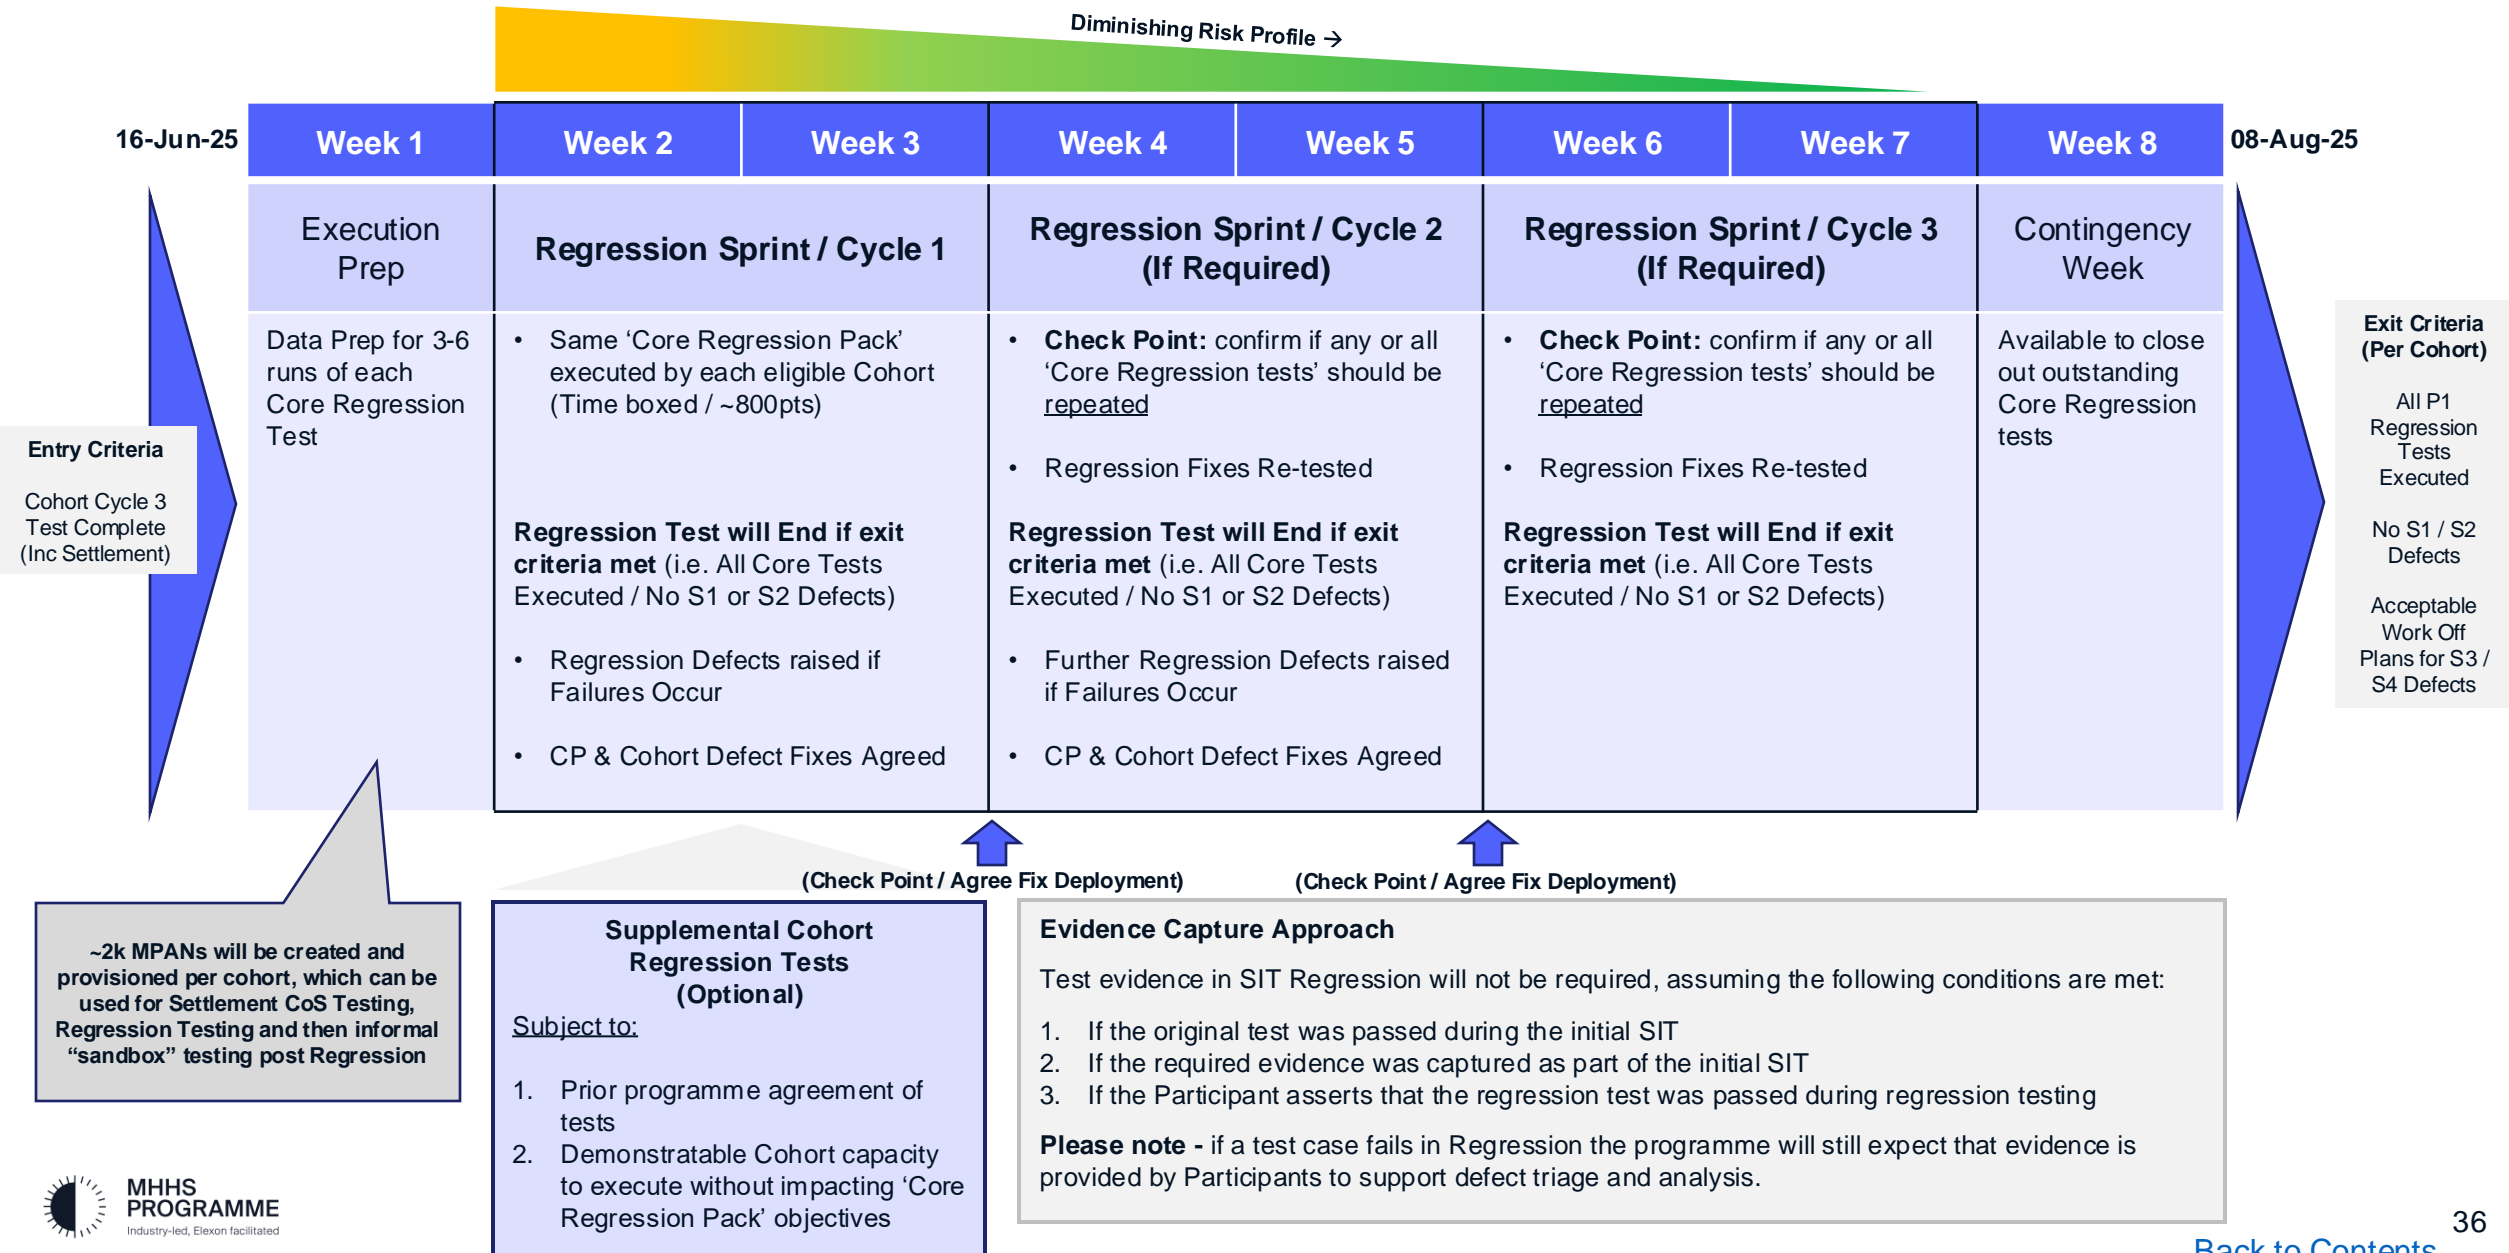 Diminishing Risk Profile →
16-Jun-25
Week 1
Week 2
Week 3
Week 4
Week 5
Week 6
Week 7
Week 8
08-Aug-25
Execution
Prep
Regression Sprint / Cycle 1
Regression Sprint / Cycle 2
(If Required)
Regression Sprint / Cycle 3
(If Required)
Contingency
Week
Entry Criteria
Cohort Cycle 3
Test Complete
(Inc Settlement)
Data Prep for 3-6
runs of each
Core Regression
Test
• Same ‘Core Regression Pack’
executed by each eligible Cohort
(Time boxed / ~800pts)
Regression Test will End if exit
criteria met (i.e. All Core Tests
Executed / No S1 or S2 Defects)
• Regression Defects raised if
Failures Occur
• CP & Cohort Defect Fixes Agreed
• Check Point: confirm if any or all
‘Core Regression tests’ should be
repeated
• Regression Fixes Re-tested
Regression Test will End if exit
criteria met (i.e. All Core Tests
Executed / No S1 or S2 Defects)
• Further Regression Defects raised
if Failures Occur
• CP & Cohort Defect Fixes Agreed
• Check Point: confirm if any or all
‘Core Regression tests’ should be
repeated
• Regression Fixes Re-tested
Regression Test will End if exit
criteria met (i.e. All Core Tests
Executed / No S1 or S2 Defects)
Available to close
out outstanding
Core Regression
tests
Exit Criteria
(Per Cohort)
All P1
Regression
Tests
Executed
No S1 / S2
Defects
Acceptable
Work Off
Plans for S3 /
S4 Defects
(Check Point / Agree Fix Deployment)
(Check Point / Agree Fix Deployment)
~2k MPANs will be created and
provisioned per cohort, which can be
used for Settlement CoS Testing,
Regression Testing and then informal
“sandbox” testing post Regression
Supplemental Cohort
Regression Tests
(Optional)
Subject to:
1. Prior programme agreement of
tests
2. Demonstratable Cohort capacity
to execute without impacting ‘Core
Regression Pack’ objectives
Evidence Capture Approach
Test evidence in SIT Regression will not be required, assuming the following conditions are met:
1. If the original test was passed during the initial SIT
2. If the required evidence was captured as part of the initial SIT
3. If the Participant asserts that the regression test was passed during regression testing
Please note - if a test case fails in Regression the programme will still expect that evidence is
provided by Participants to support defect triage and analysis.
MHHS
PROGRAMME
Industry-led, Elexon facilitated
36
Back to Contents